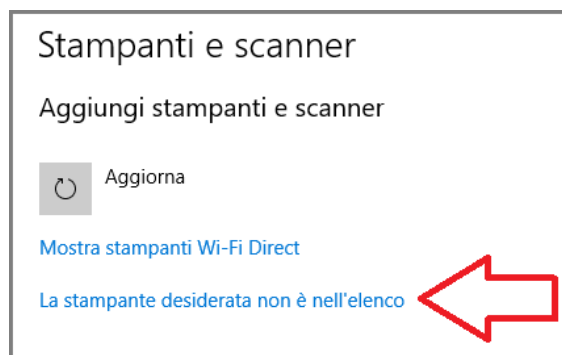 Stampanti e scanner
Aggiungi stampanti e scanner
Aggiorna
Mostra stampanti Wi-Fi Direct
La stampante desiderata non è nell'elenco